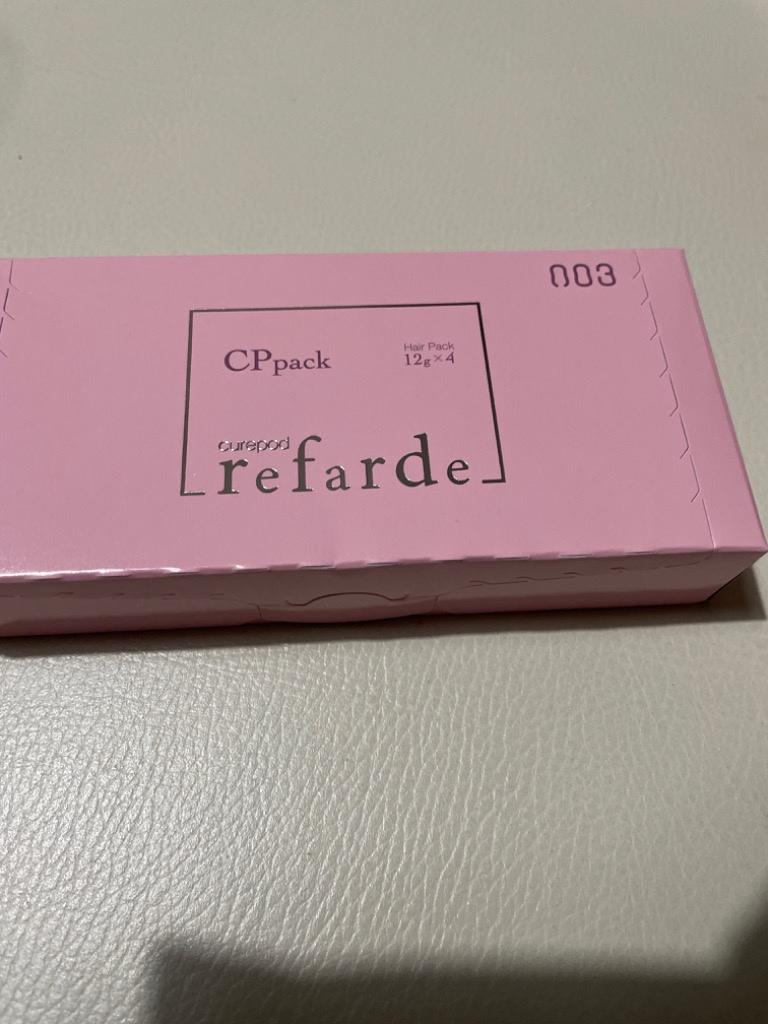 003
CPpack
Hair Pack
12g×4
curepod
refarde